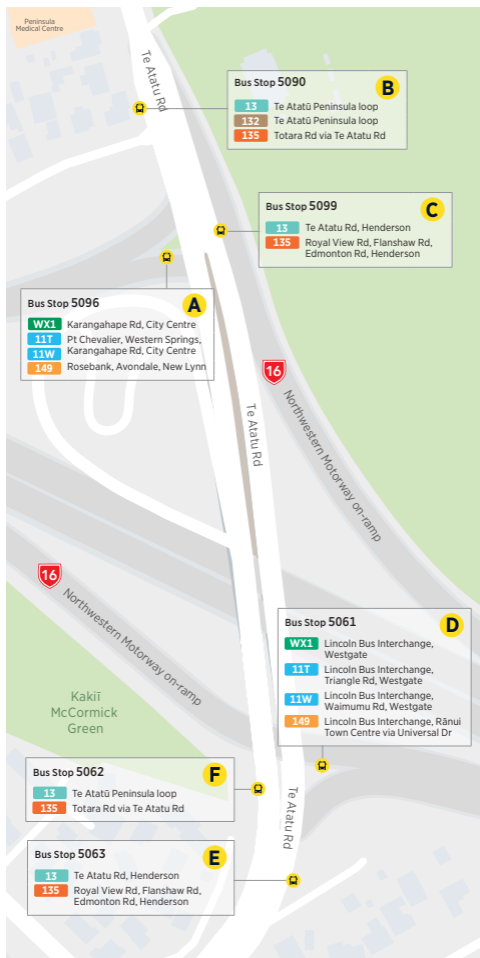 Peninsula
Medical Centre
Te Atatu Rd
Bus Stop 5090
B
13 Te Atatū Peninsula loop
132 Te Atatū Peninsula loop
135 Totara Rd via Te Atatu Rd
Bus Stop 5099
C
13 Te Atatu Rd, Henderson
135 Royal View Rd, Flanshaw Rd,
Edmonton Rd, Henderson
Bus Stop 5096
A
WX1 Karangahape Rd, City Centre
11T Pt Chevalier, Western Springs,
11W Karangahape Rd, City Centre
149 Rosebank, Avondale, New Lynn
16
Northwestern Motorway on-ramp
Te Atatu Rd
16
Northwestern Motorway on-ramp
Bus Stop 5061
D
WX1 Lincoln Bus Interchange,
Westgate
11T Lincoln Bus Interchange,
Triangle Rd, Westgate
11W Lincoln Bus Interchange,
Waimumu Rd, Westgate
149 Lincoln Bus Interchange, Rānui
Town Centre via Universal Dr
Kakiī
McCormick
Green
Bus Stop 5062
F
13 Te Atatū Peninsula loop
135 Totara Rd via Te Atatu Rd
Te Atatu Rd
Bus Stop 5063
E
13 Te Atatu Rd, Henderson
135 Royal View Rd, Flanshaw Rd,
Edmonton Rd, Henderson